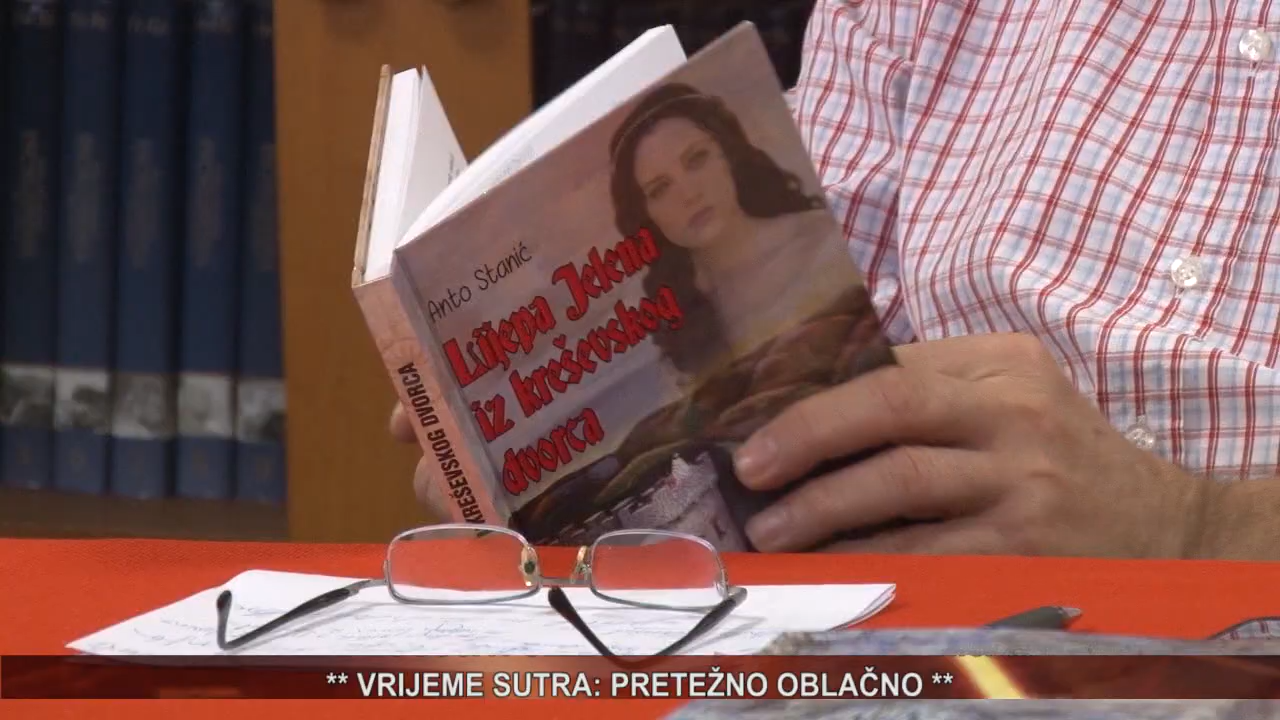 Anto Stanić
Lijepa Jelena
iz kreševskog
dvorca
KREŠEVSKOG DVORCA
** VRIJEME SUTRA: PRETEŽNO OBLAČNO **